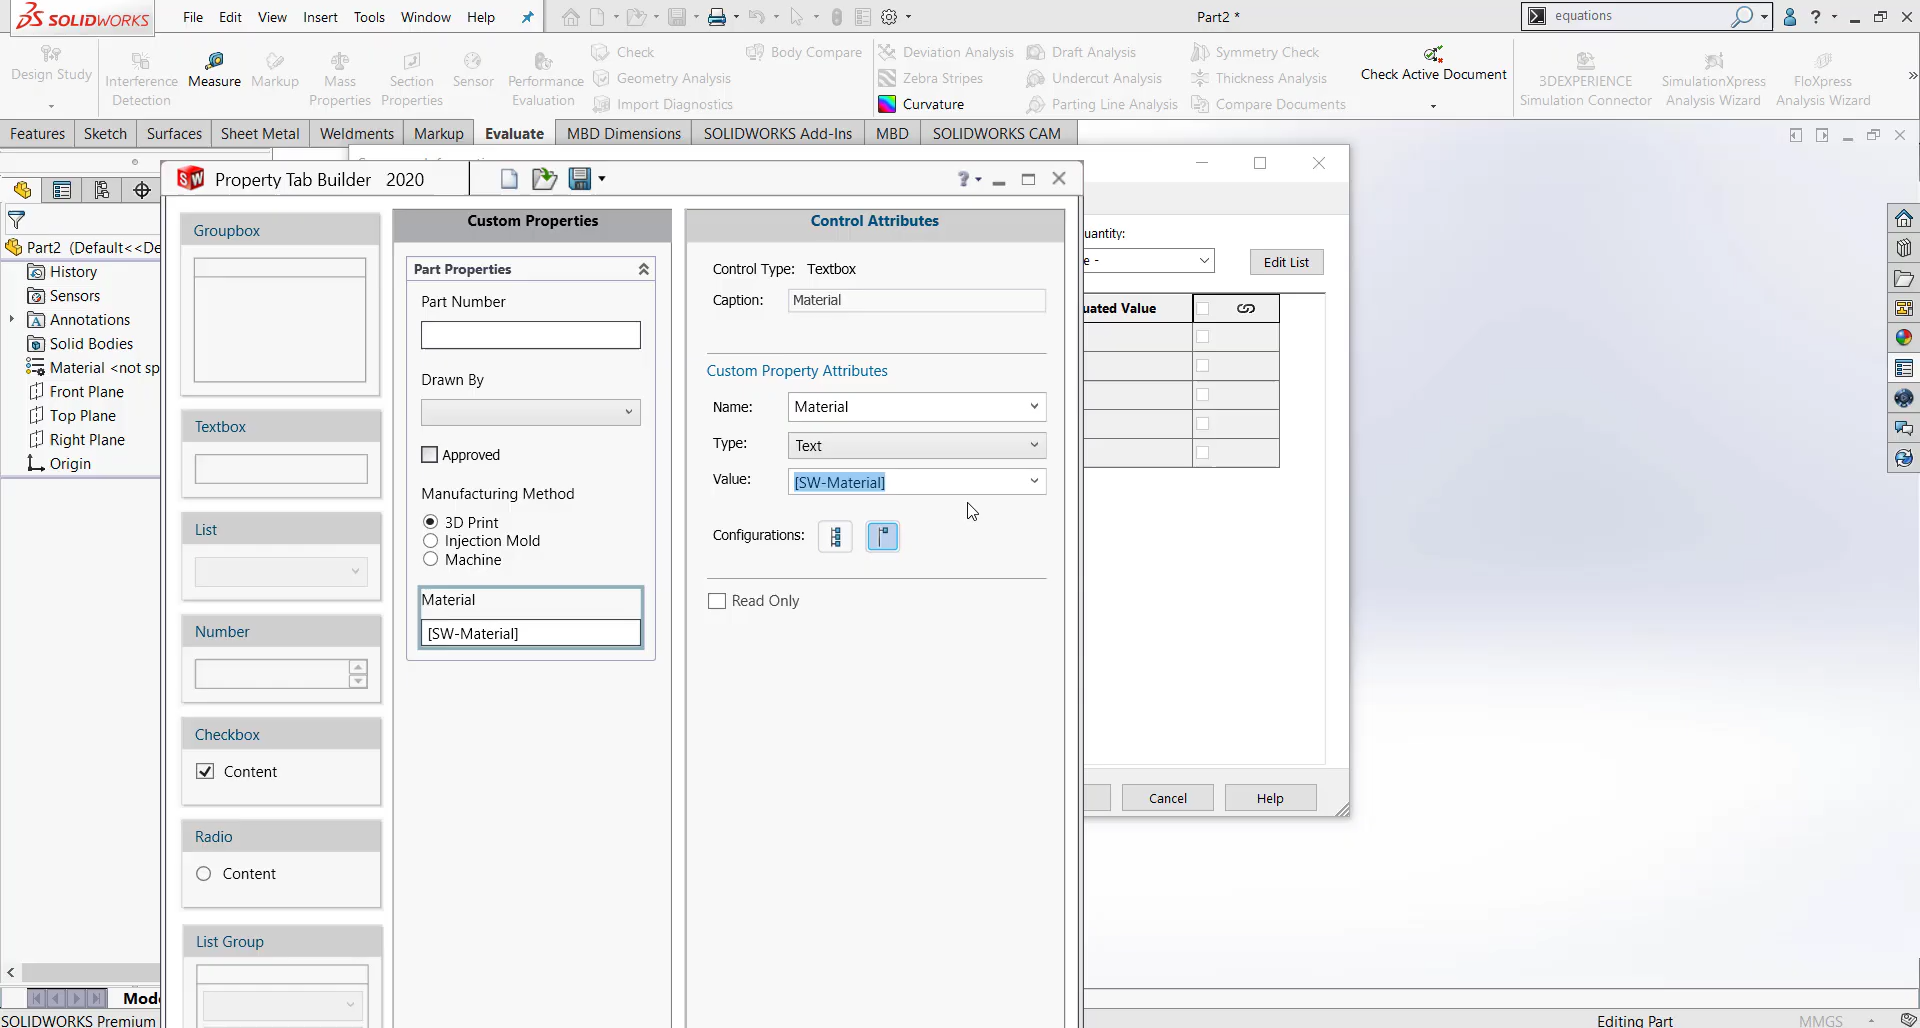 SOLIDWORKS
File Edit View Insert Tools Window Help
Part2 *
equations
Design Study
Interference Detection
Measure
Markup
Mass Properties
Section Properties
Sensor
Performance Evaluation
Check
Geometry Analysis
Import Diagnostics
Body Compare
Deviation Analysis
Zebra Stripes
Curvature
Draft Analysis
Undercut Analysis
Parting Line Analysis
Symmetry Check
Thickness Analysis
Compare Documents
Check Active Document
3DEXPERIENCE Simulation Connector
SimulationXpress Analysis Wizard
FloXpress Analysis Wizard
Features Sketch Surfaces Sheet Metal Weldments Markup Evaluate MBD Dimensions SOLIDWORKS Add-Ins MBD SOLIDWORKS CAM
Part2 (Default<<De
History
Sensors
Annotations
Solid Bodies
Material <not sp
Front Plane
Top Plane
Right Plane
Origin
SW Property Tab Builder 2020
?
Groupbox
Textbox
List
Number
Checkbox
Content
Radio
Content
List Group
Custom Properties
Part Properties
Part Number
Drawn By
Approved
Manufacturing Method
3D Print
Injection Mold
Machine
Material
[SW-Material]
Control Attributes
Control Type: Textbox
Caption: Material
Custom Property Attributes
Name: Material
Type: Text
Value: [SW-Material]
Configurations:
Read Only
uantity:
e -
Edit List
uated Value
Cancel
Help
Mode
SOLIDWORKS Premium
Editing Part
MMGS